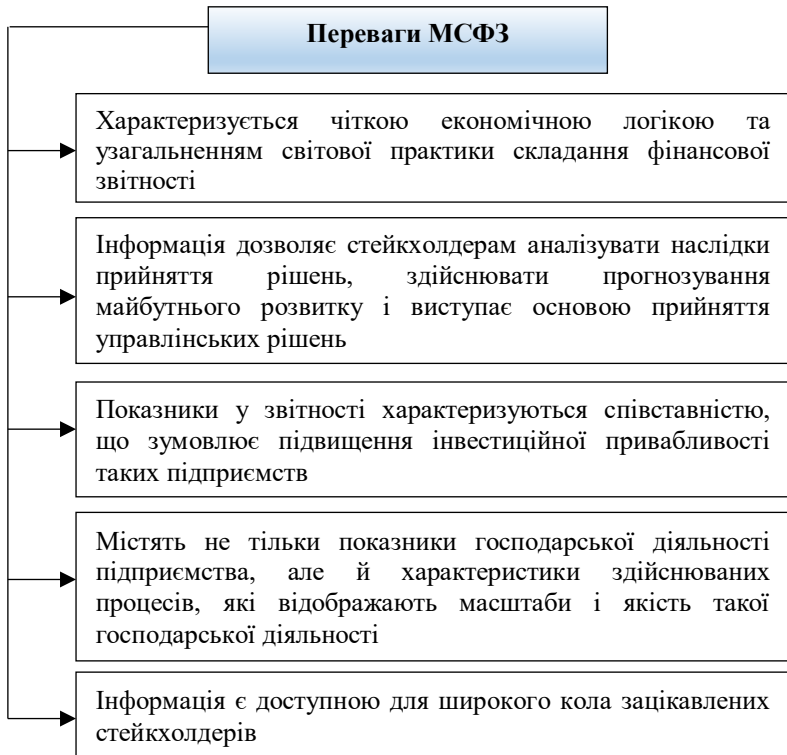 Переваги МСФЗ
Характеризується чіткою економічною логікою та
узагальненням світової практики складання фінансової
звітності
Інформація дозволяє стейкхолдерам аналізувати наслідки
прийняття рішень, здійснювати прогнозування
майбутнього розвитку і виступає основою прийняття
управлінських рішень
Показники у звітності характеризуються співставністю,
що зумовлює підвищення інвестиційної привабливості
таких підприємств
Містять не тільки показники господарської діяльності
підприємства, але й характеристики здійснюваних
процесів, які відображають масштаби і якість такої
господарської діяльності
Інформація є доступною для широкого кола зацікавлених
стейкхолдерів